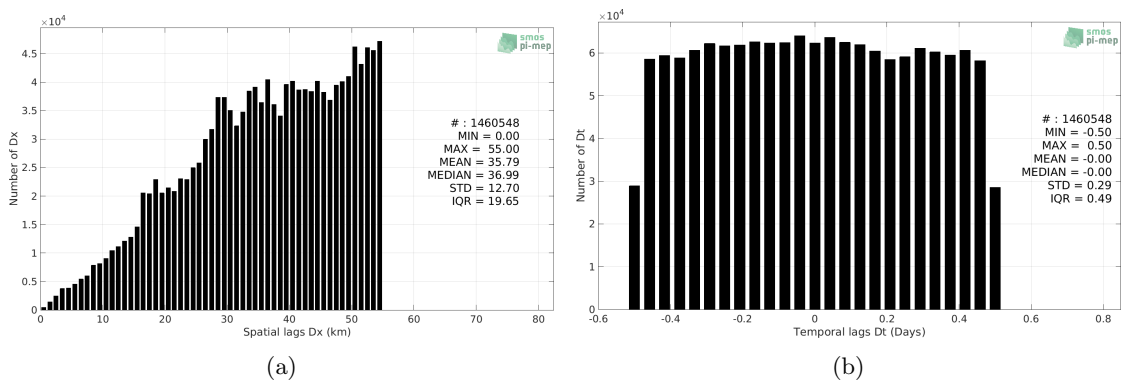 ×10⁴
4.5
4
3.5
3
2.5
2
1.5
1
0.5
0
Number of Dx
0 10 20 30 40 50 60 70 80
Spatial lags Dx (km)
smos
pi-mep
# : 1460548
MIN = 0.00
MAX = 55.00
MEAN = 35.79
MEDIAN = 36.99
STD = 12.70
IQR = 19.65
(a)
×10⁴
6
5
4
3
2
1
0
Number of Dt
-0.6 -0.4 -0.2 0 0.2 0.4 0.6 0.8
Temporal lags Dt (Days)
smos
pi-mep
# : 1460548
MIN = -0.50
MAX = 0.50
MEAN = -0.00
MEDIAN = -0.00
STD = 0.29
IQR = 0.49
(b)